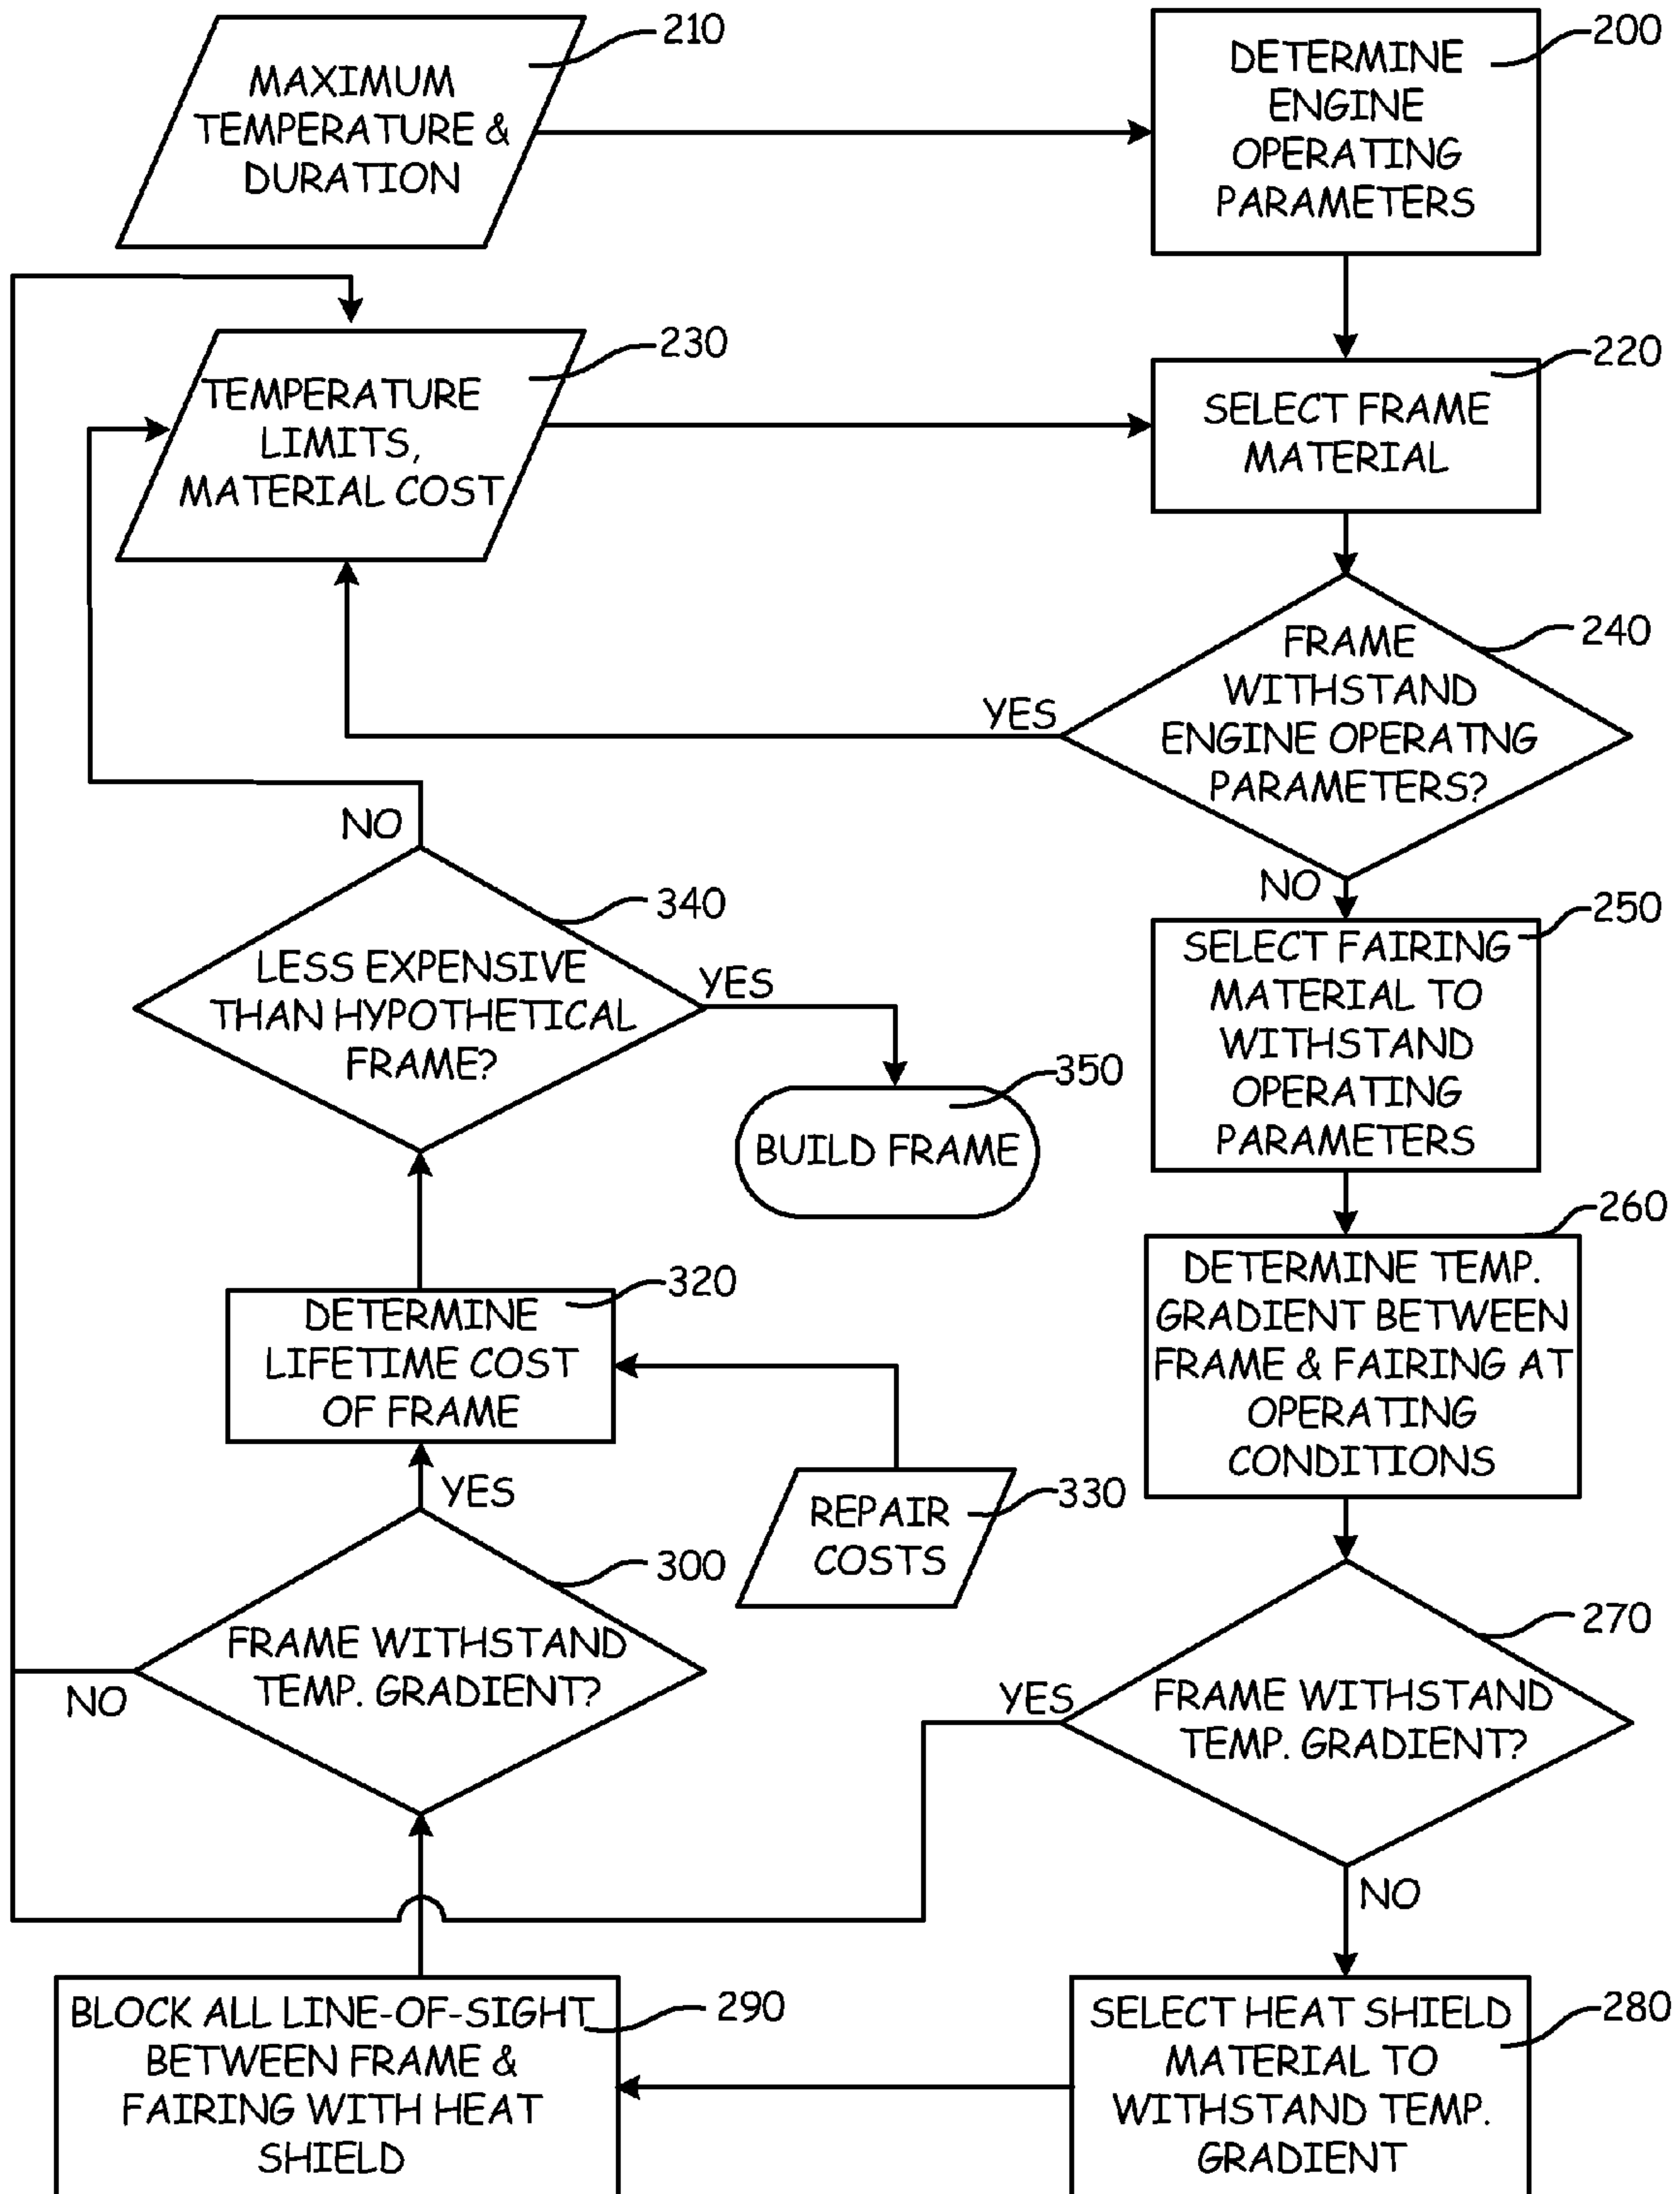 210
MAXIMUM
TEMPERATURE &
DURATION
200
DETERMINE
ENGINE
OPERATING
PARAMETERS
230
TEMPERATURE
LIMITS,
MATERIAL COST
220
SELECT FRAME
MATERIAL
240
FRAME
WITHSTAND
ENGINE OPERATNG
PARAMETERS?
YES
NO
250
SELECT FAIRING
MATERIAL TO
WITHSTAND
OPERATING
PARAMETERS
260
DETERMINE TEMP.
GRADIENT BETWEEN
FRAME & FAIRING AT
OPERATING
CONDITIONS
270
FRAME WITHSTAND
TEMP. GRADIENT?
YES
NO
280
SELECT HEAT SHIELD
MATERIAL TO
WITHSTAND TEMP.
GRADIENT
290
BLOCK ALL LINE-OF-SIGHT
BETWEEN FRAME &
FAIRING WITH HEAT
SHIELD
300
FRAME WITHSTAND
TEMP. GRADIENT?
NO
YES
320
DETERMINE
LIFETIME COST
OF FRAME
330
REPAIR
COSTS
340
LESS EXPENSIVE
THAN HYPOTHETICAL
FRAME?
NO
YES
350
BUILD FRAME